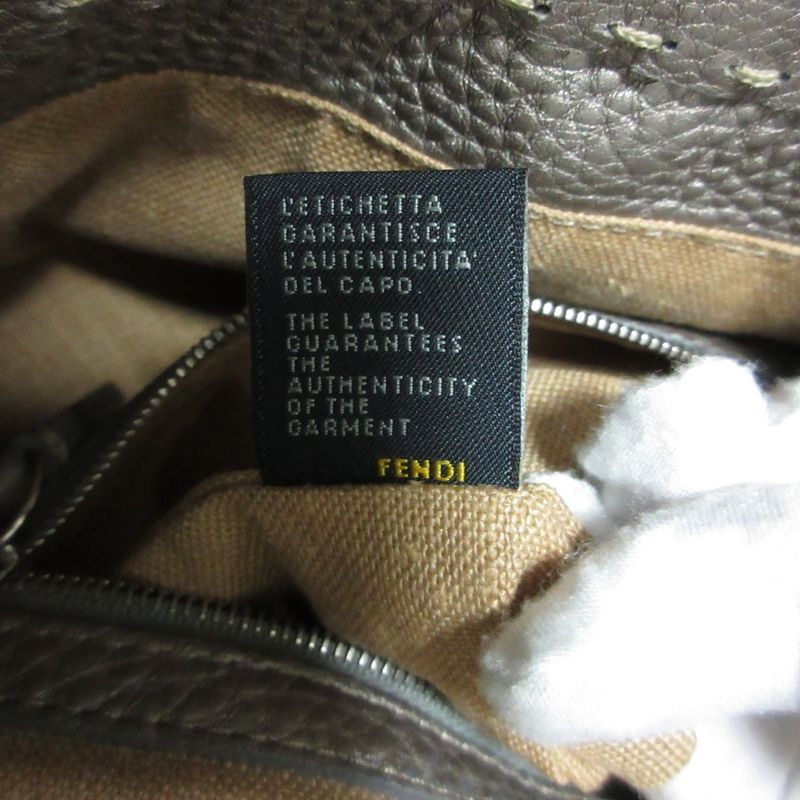 L'ETICHETTA
GARANTISCE
L'AUTENTICITA'
DEL CAPO
THE LABEL
GUARANTEES
THE
AUTHENTICITY
OF THE
GARMENT
FENDI